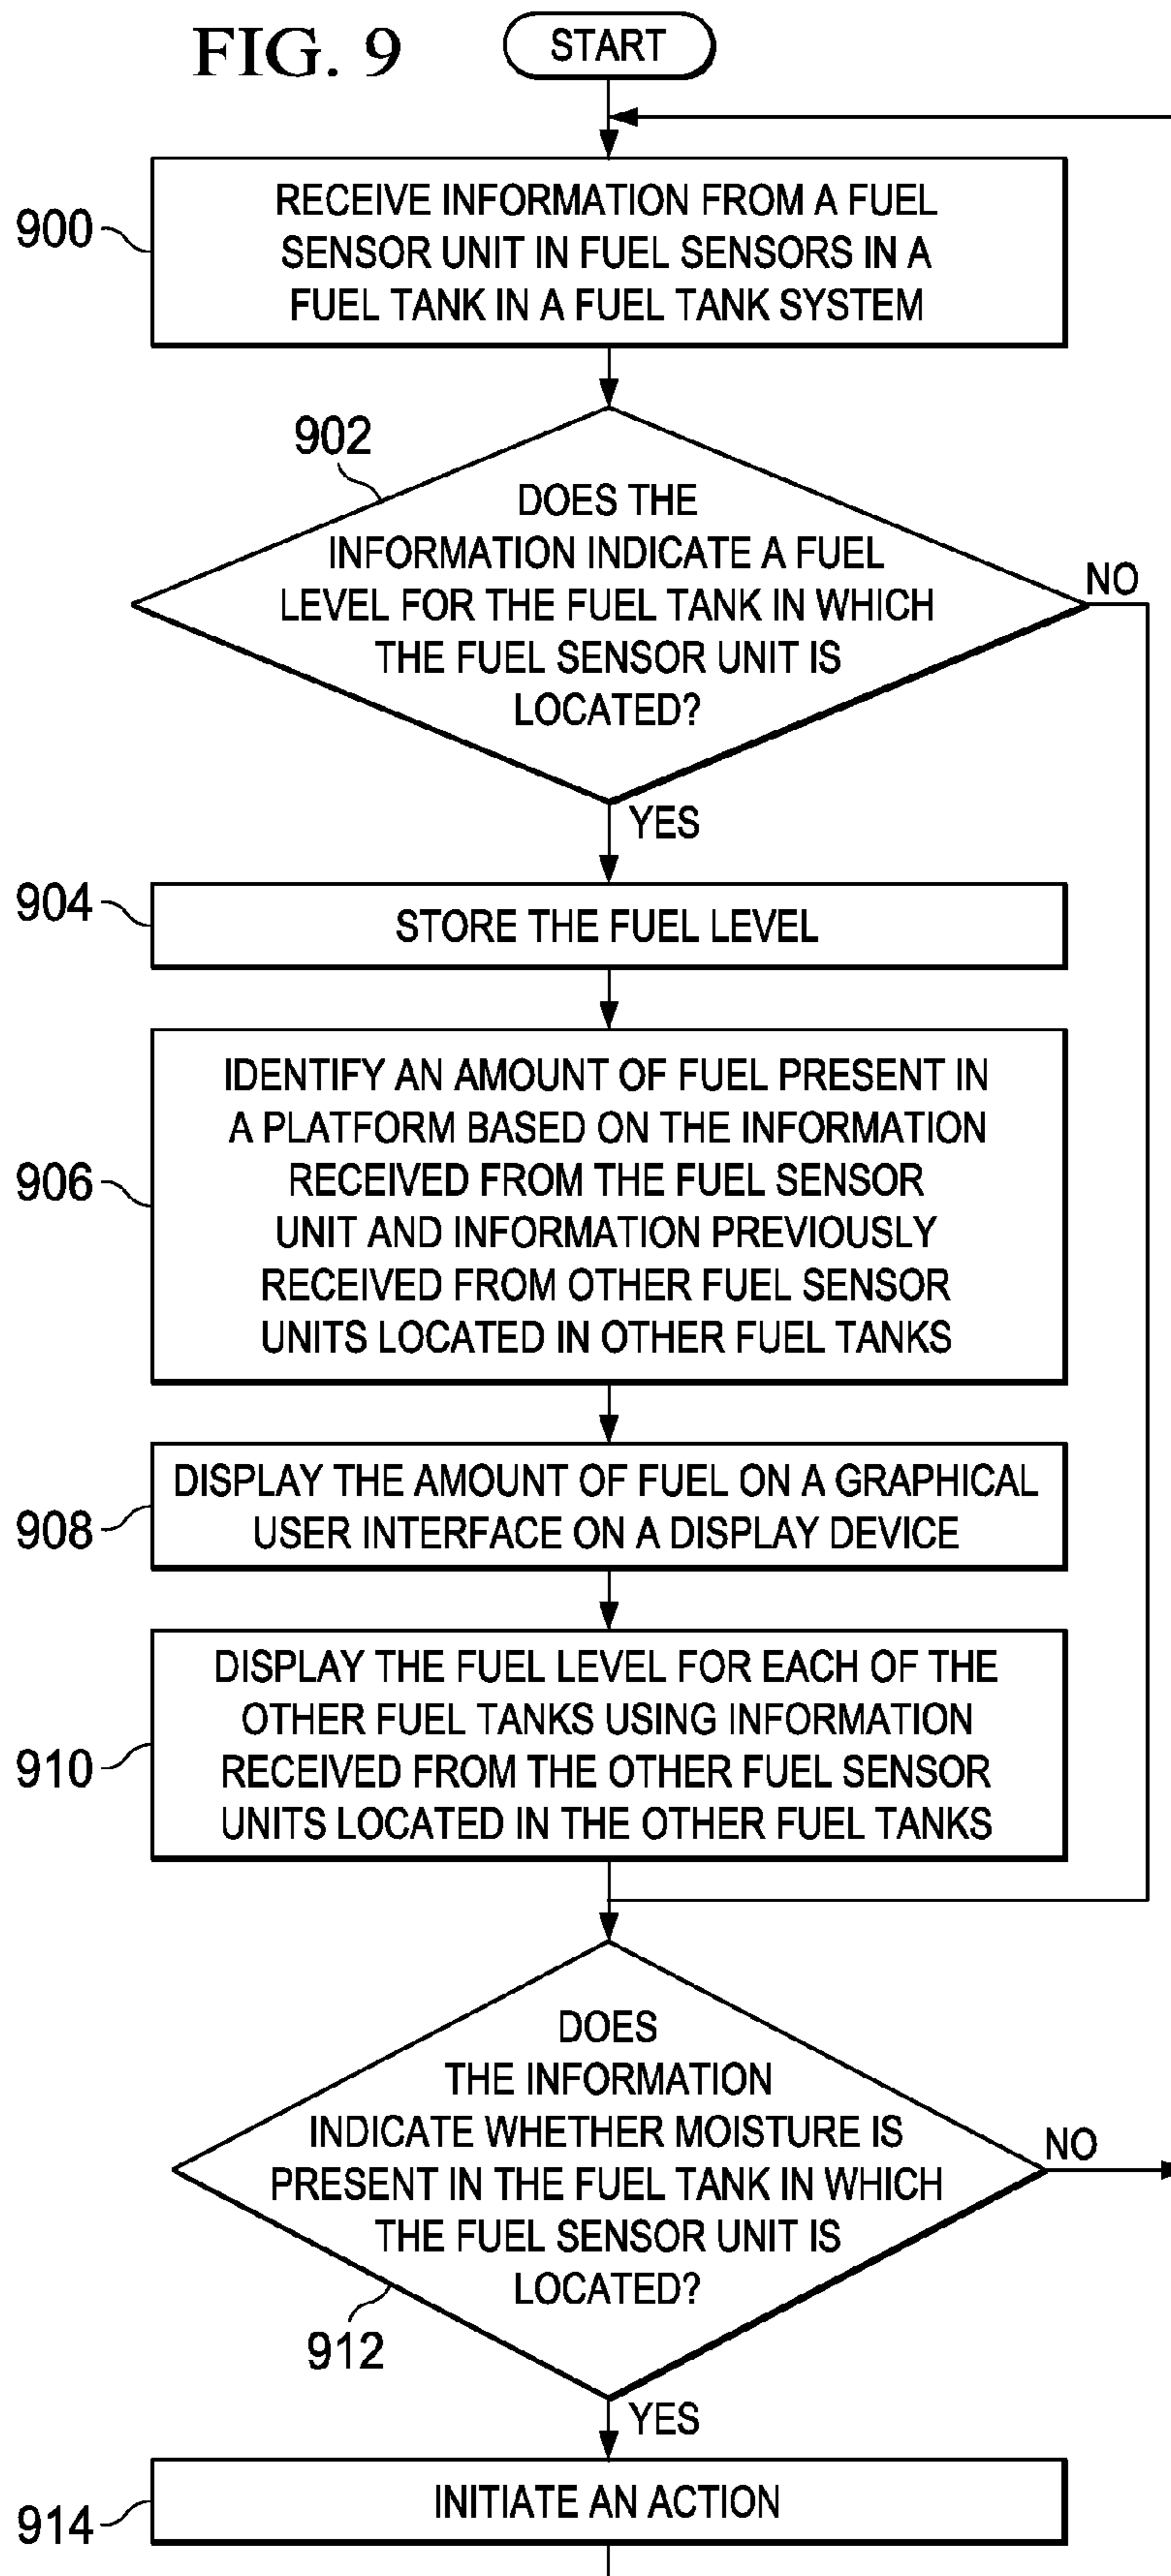 FIG. 9
START
900
RECEIVE INFORMATION FROM A FUEL
SENSOR UNIT IN FUEL SENSORS IN A
FUEL TANK IN A FUEL TANK SYSTEM
902
DOES THE
INFORMATION INDICATE A FUEL
LEVEL FOR THE FUEL TANK IN WHICH
THE FUEL SENSOR UNIT IS
LOCATED?
NO
YES
904
STORE THE FUEL LEVEL
906
IDENTIFY AN AMOUNT OF FUEL PRESENT IN
A PLATFORM BASED ON THE INFORMATION
RECEIVED FROM THE FUEL SENSOR
UNIT AND INFORMATION PREVIOUSLY
RECEIVED FROM OTHER FUEL SENSOR
UNITS LOCATED IN OTHER FUEL TANKS
908
DISPLAY THE AMOUNT OF FUEL ON A GRAPHICAL
USER INTERFACE ON A DISPLAY DEVICE
910
DISPLAY THE FUEL LEVEL FOR EACH OF THE
OTHER FUEL TANKS USING INFORMATION
RECEIVED FROM THE OTHER FUEL SENSOR
UNITS LOCATED IN THE OTHER FUEL TANKS
DOES
THE INFORMATION
INDICATE WHETHER MOISTURE IS
PRESENT IN THE FUEL TANK IN WHICH
THE FUEL SENSOR UNIT IS
LOCATED?
NO
912
YES
914
INITIATE AN ACTION